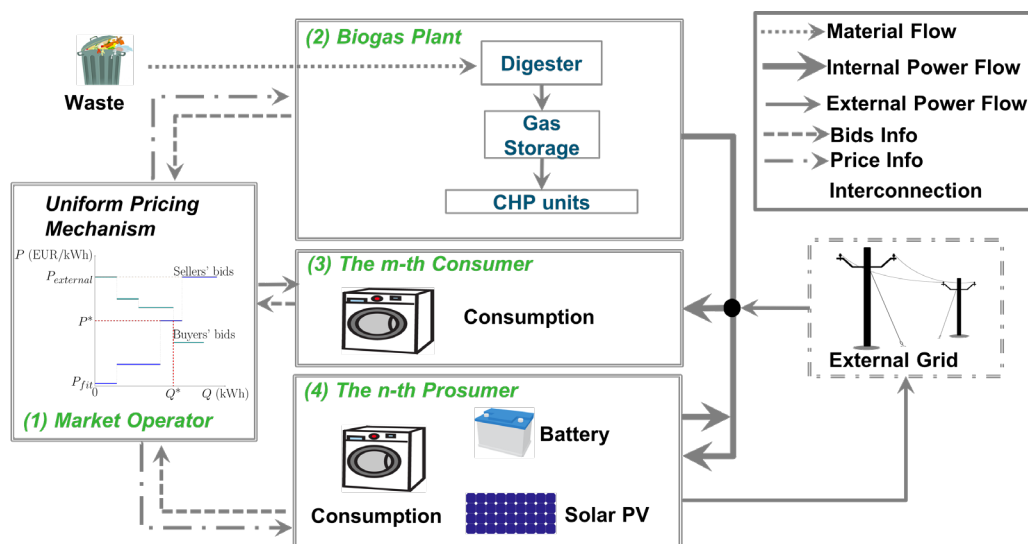 (2) Biogas Plant
Waste
Digester
Gas
Storage
CHP units
Material Flow
Internal Power Flow
External Power Flow
Bids Info
Price Info
Interconnection
Uniform Pricing
Mechanism
P (EUR/kWh)
P_external
Sellers' bids
P*
Buyers' bids
P_fit
0
Q*
Q (kWh)
(1) Market Operator
(3) The m-th Consumer
Consumption
(4) The n-th Prosumer
Battery
Consumption
Solar PV
External Grid